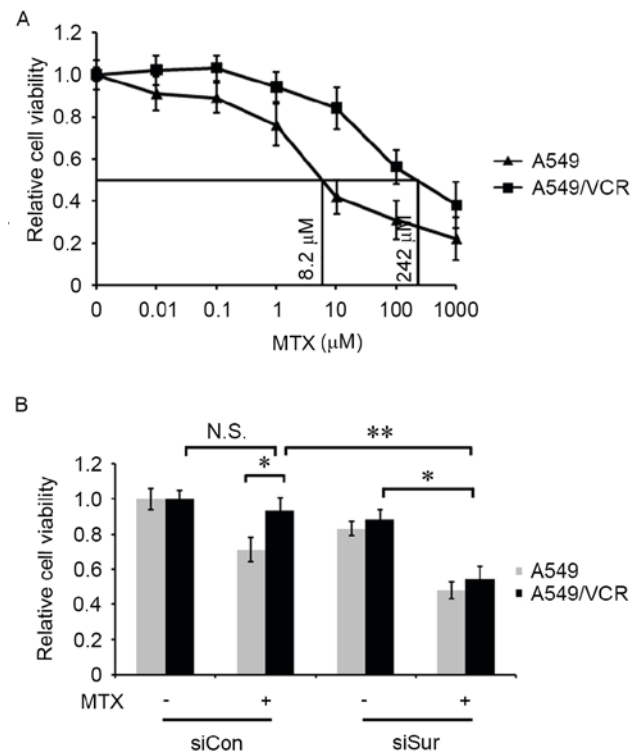 A
1.2
1.0
0.8
0.6
0.4
0.2
0
Relative cell viability
8.2 μM
242 μM
0 0.01 0.1 1 10 100 1000
MTX (μM)
A549
A549/VCR
B
N.S.
**
*
*
1.2
1.0
0.8
0.6
0.4
0.2
0
Relative cell viability
A549
A549/VCR
MTX - + - +
siCon siSur